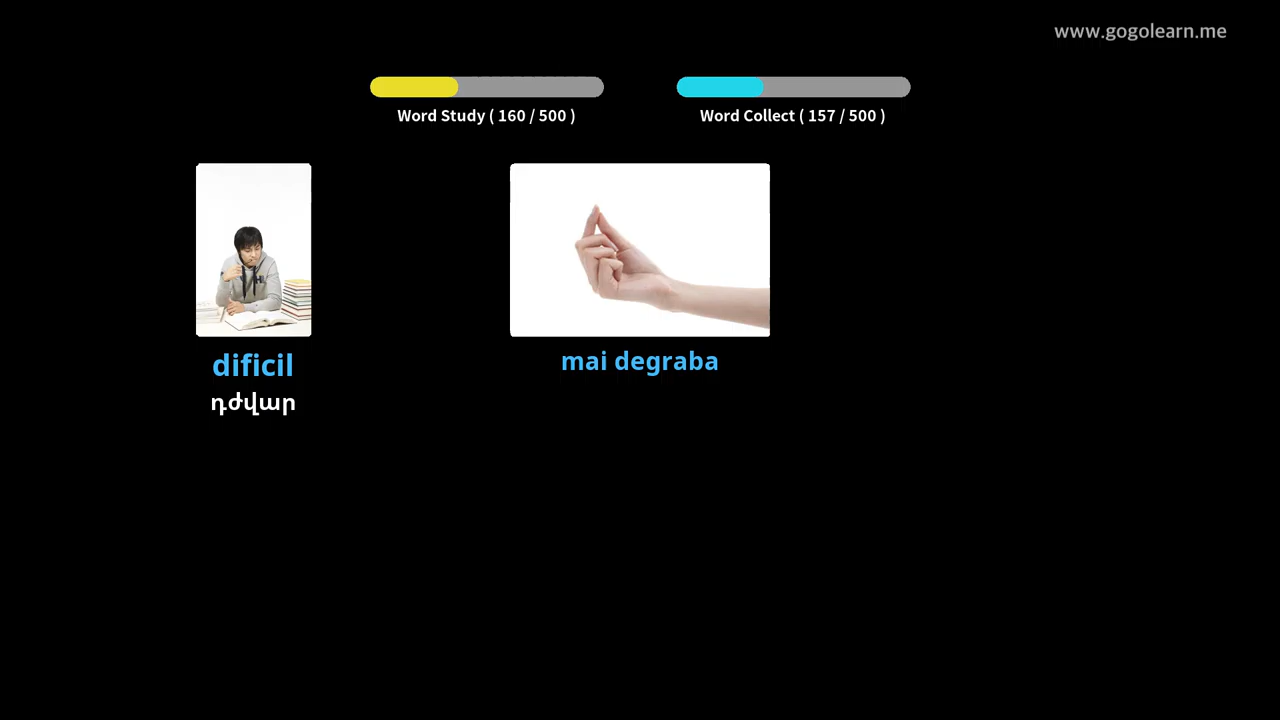 www.gogolearn.me
Word Study ( 160 / 500 )
Word Collect ( 157 / 500 )
dificil
դժվար
mai degraba